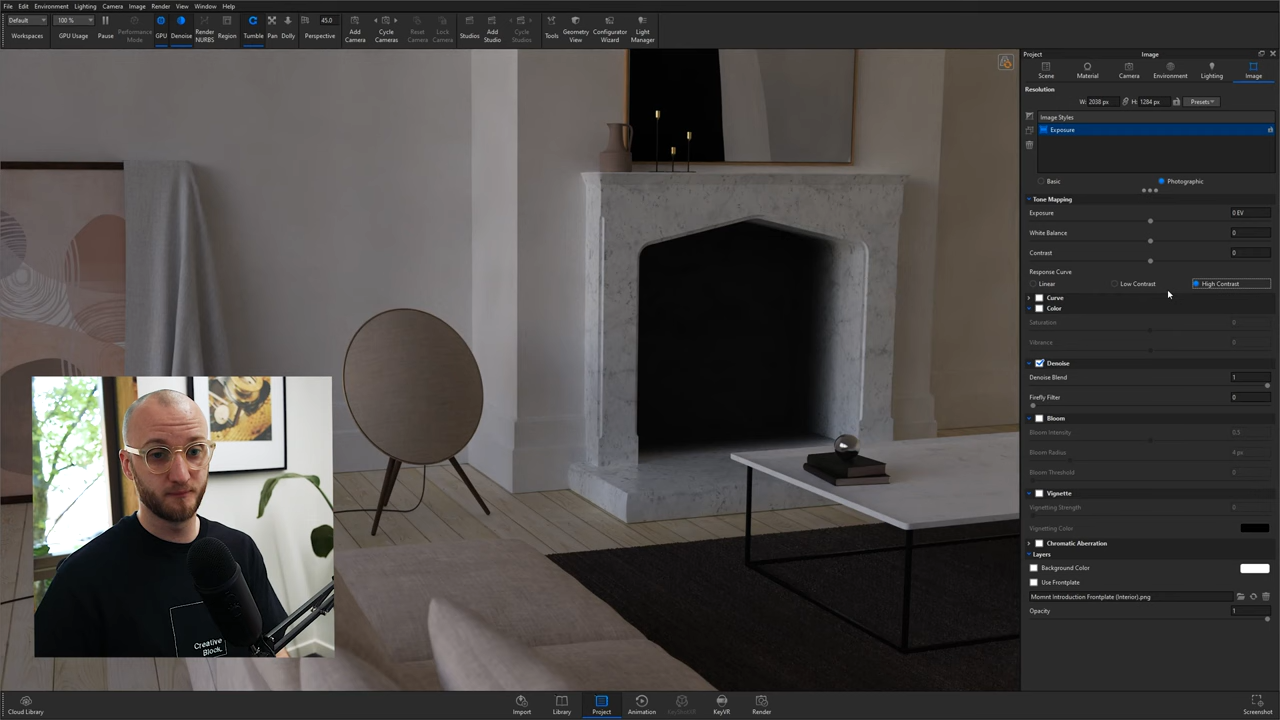 File Edit Environment Lighting Camera Image Render View Window Help
Default 100 % 45.0
Workspaces GPU Usage Pause Performance Mode GPU Denoise Render NURBS Region Tumble Pan Dolly Perspective Add Camera Cycle Cameras Reset Camera Lock Camera Studios Add Studio Cycle Studios Tools Geometry View Configurator Wizard Light Manager
Project Image
Scene Material Camera Environment Lighting Image
Resolution
W: 2038 px H: 1284 px Presets
Image Styles
Exposure
Basic Photographic
Tone Mapping
Exposure 0 EV
White Balance 0
Contrast 0
Response Curve
Linear Low Contrast High Contrast
Curve
Color
Saturation 0
Vibrance 0
Denoise
Denoise Blend 1
Firefly Filter 0
Bloom
Bloom Intensity 0.5
Bloom Radius 4 px
Bloom Threshold 0
Vignette
Vignetting Strength 0
Vignetting Color
Chromatic Aberration
Layers
Background Color
Use Frontplate
Momnt Introduction Frontplate (Interior).png
Opacity 1
Creative
Block.
Cloud Library Import Library Project Animation KeyVR Render Screenshot